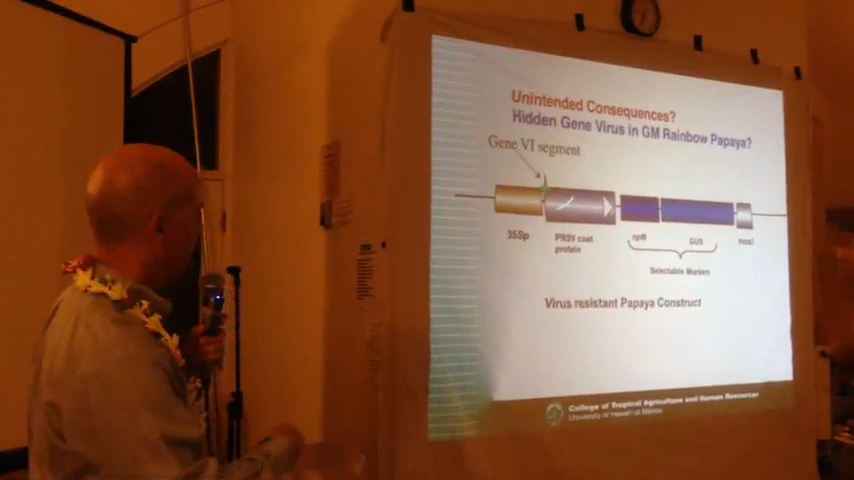 Unintended Consequences?
Hidden Gene Virus in GM Rainbow Papaya?
Gene VI segment
35Sp
PRSV coat
protein
nptII
GUS
nos!
Selectable Markers
Virus resistant Papaya Construct
College of Tropical Agriculture and Human Resources
University of Hawai'i at Mānoa